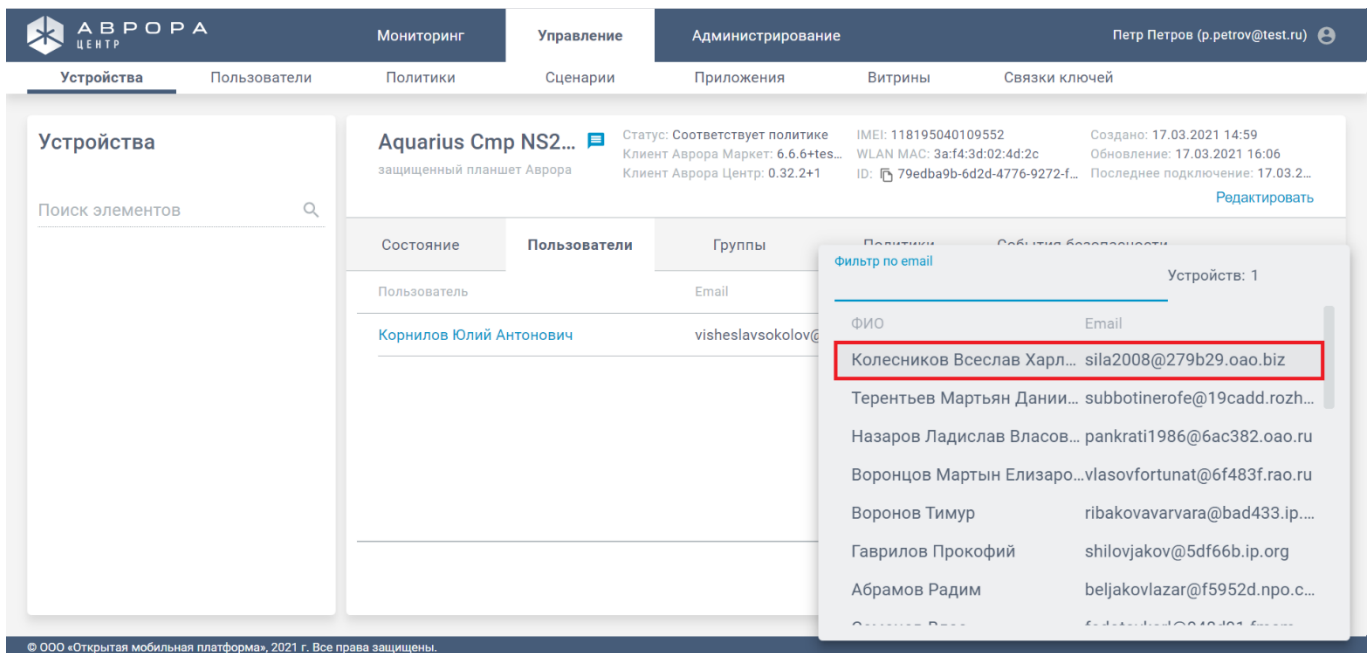 АВРОРА
ЦЕНТР
Мониторинг Управление Администрирование Петр Петров (p.petrov@test.ru)
Устройства Пользователи Политики Сценарии Приложения Витрины Связки ключей
Устройства
Поиск элементов
Aquarius Cmp NS2...
защищенный планшет Аврора
Статус: Соответствует политике
Клиент Аврора Маркет: 6.6.6+tes...
Клиент Аврора Центр: 0.32.2+1
IMEI: 118195040109552
WLAN MAC: 3a:f4:3d:02:4d:2c
ID: 79edba9b-6d2d-4776-9272-f...
Создано: 17.03.2021 14:59
Обновление: 17.03.2021 16:06
Последнее подключение: 17.03.2...
Редактировать
Состояние Пользователи Группы Политики События безопасности
Пользователь Email
Корнилов Юлий Антонович visheslavsokolov@
Фильтр по email
Устройств: 1
ФИО Email
Колесников Всеслав Харл... sila2008@279b29.oao.biz
Терентьев Мартьян Дании... subbotinerofe@19cadd.rozh...
Назаров Ладислав Власов... pankrati1986@6ac382.oao.ru
Воронцов Мартын Елизаро... vlasovfortunat@6f483f.rao.ru
Воронов Тимур ribakovavarvara@bad433.ip....
Гаврилов Прокофий shilovjakov@5df66b.ip.org
Абрамов Радим beljakovlazar@f5952d.npo.c...
© ООО «Открытая мобильная платформа», 2021 г. Все права защищены.